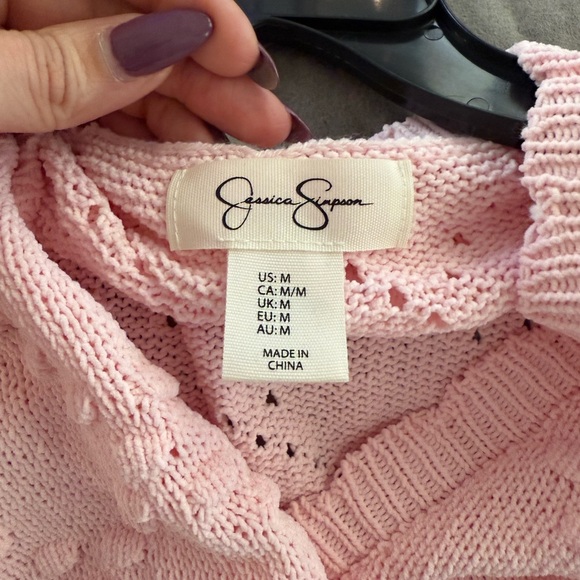 Jessica Simpson
US: M
CA: M/M
UK: M
EU: M
AU: M
MADE IN
CHINA